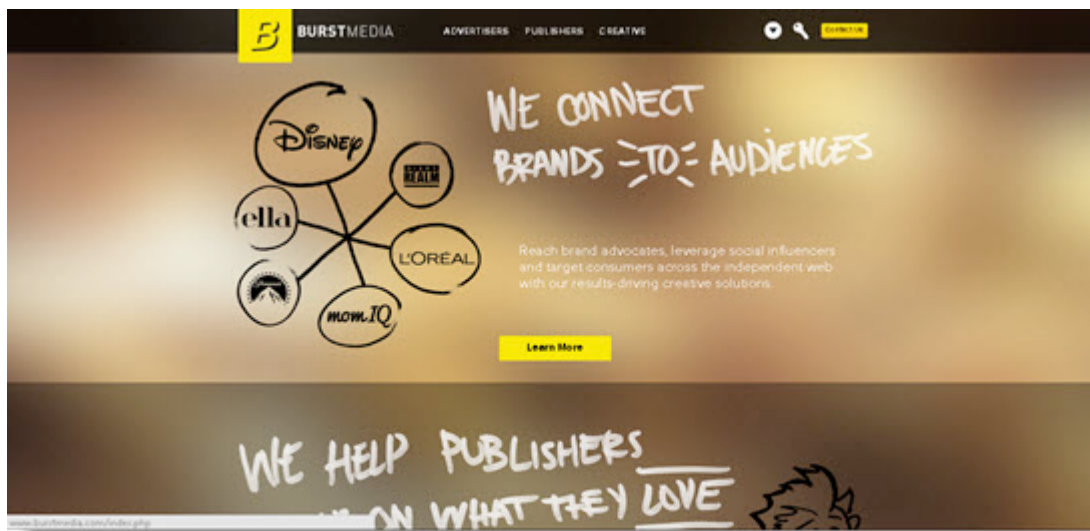 B BURSTMEDIA ADVERTISERS PUBLISHERS CREATIVE Contact Us
WE CONNECT
BRANDS TO AUDIENCES
Disney
REALM
ella
L'ORÉAL
mom IQ
Reach brand advocates, leverage social influencers
and target consumers across the independent web
with our results-driving creative solutions.
Learn More
WE HELP PUBLISHERS
ON WHAT THEY LOVE
www.burstmedia.com/index.php